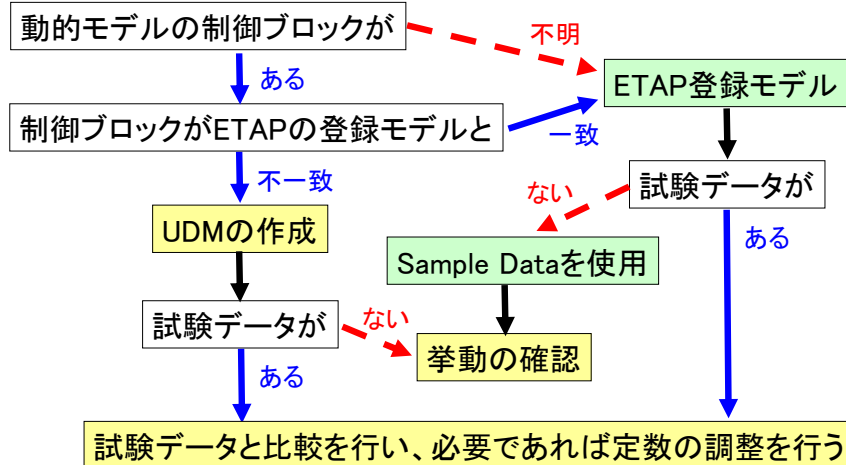 動的モデルの制御ブロックが
不明
ある
ETAP登録モデル
制御ブロックがETAPの登録モデルと
一致
不一致
ない
試験データが
UDMの作成
ある
Sample Dataを使用
試験データが
ない
挙動の確認
ある
試験データと比較を行い、必要であれば定数の調整を行う